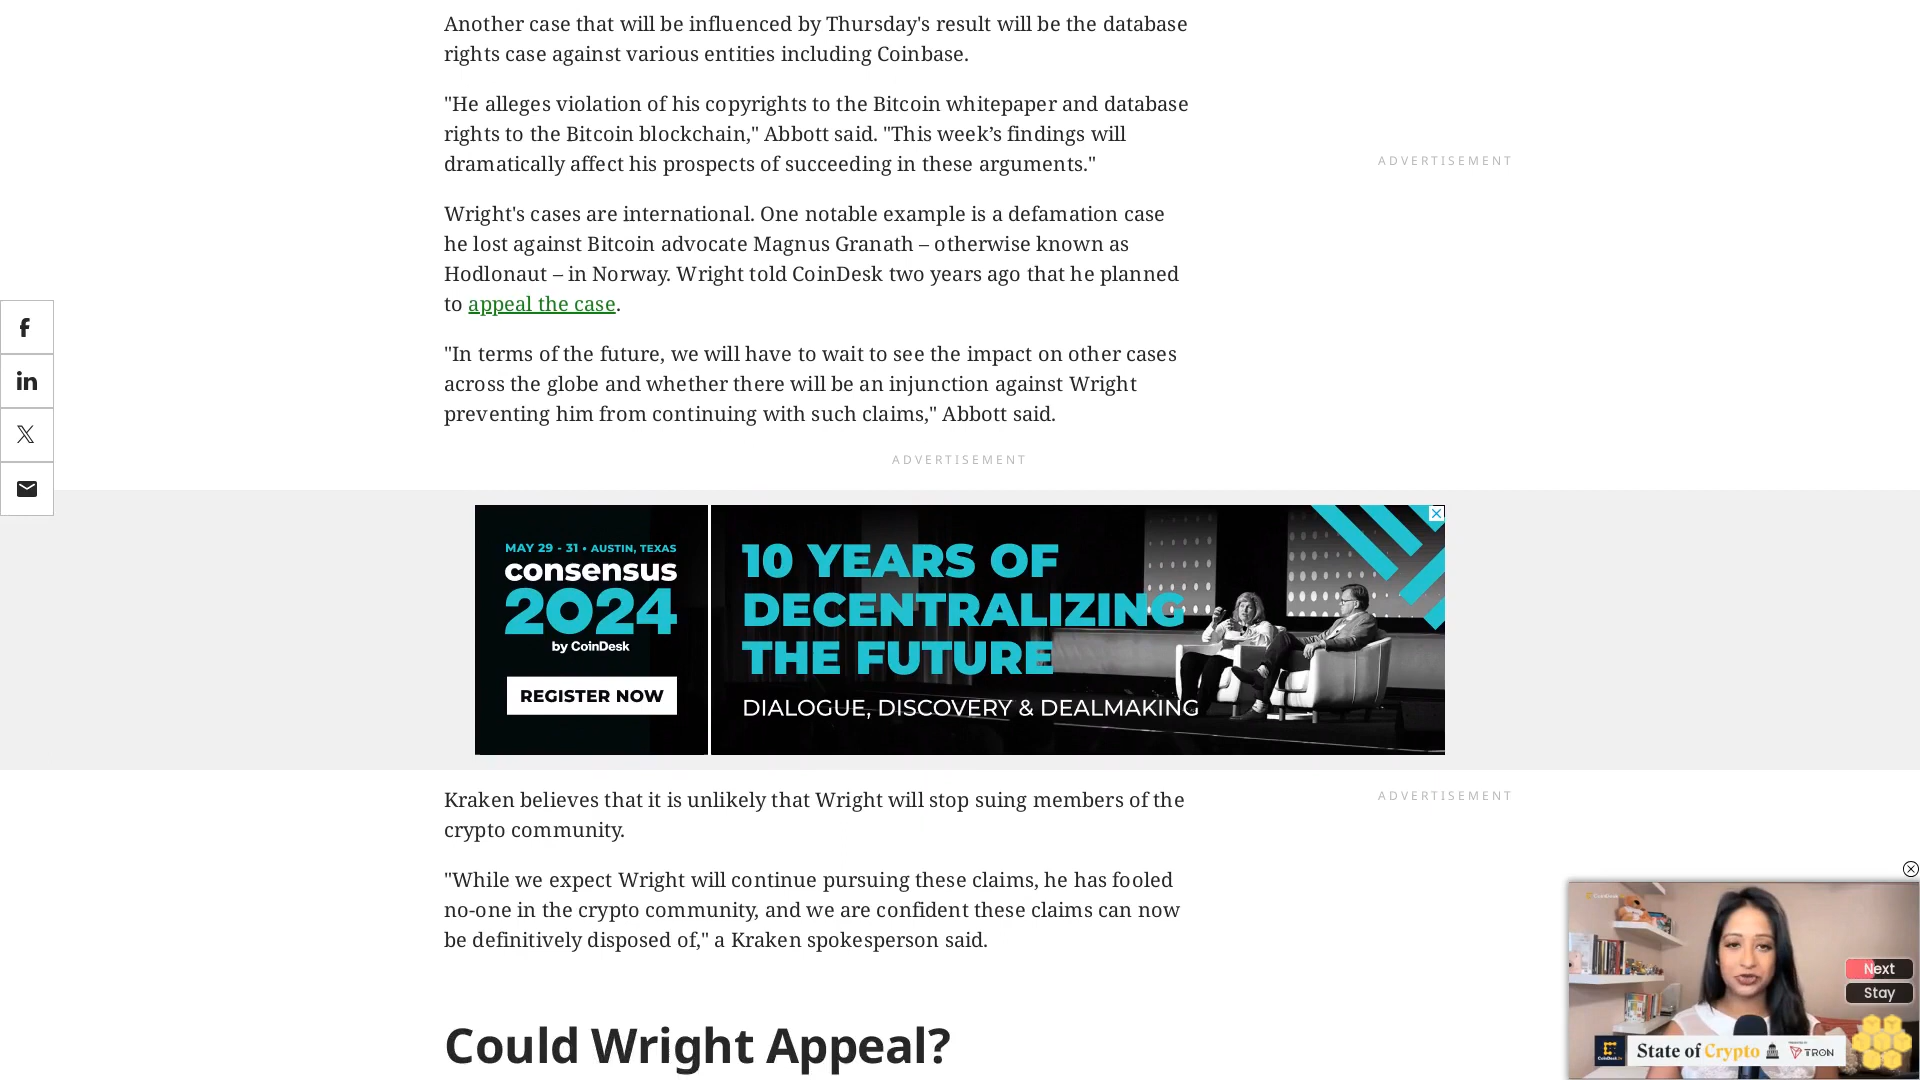 Another case that will be influenced by Thursday's result will be the database
rights case against various entities including Coinbase.
"He alleges violation of his copyrights to the Bitcoin whitepaper and database
rights to the Bitcoin blockchain," Abbott said. "This week’s findings will
dramatically affect his prospects of succeeding in these arguments."
ADVERTISEMENT
Wright's cases are international. One notable example is a defamation case
he lost against Bitcoin advocate Magnus Granath – otherwise known as
Hodlonaut – in Norway. Wright told CoinDesk two years ago that he planned
to appeal the case.
"In terms of the future, we will have to wait to see the impact on other cases
across the globe and whether there will be an injunction against Wright
preventing him from continuing with such claims," Abbott said.
ADVERTISEMENT
MAY 29 - 31 • AUSTIN, TEXAS
consensus
2024
by CoinDesk
REGISTER NOW
10 YEARS OF
DECENTRALIZING
THE FUTURE
DIALOGUE, DISCOVERY & DEALMAKING
Kraken believes that it is unlikely that Wright will stop suing members of the
crypto community.
ADVERTISEMENT
"While we expect Wright will continue pursuing these claims, he has fooled
no-one in the crypto community, and we are confident these claims can now
be definitively disposed of," a Kraken spokesperson said.
Could Wright Appeal?
CoinDesk
Next
Stay
State of Crypto
TRON